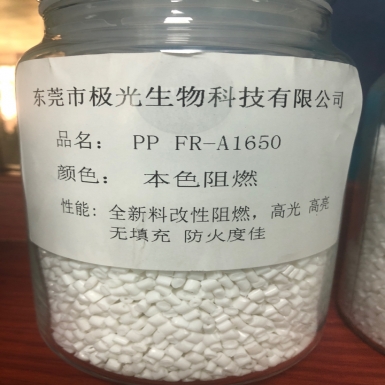 东莞市极光生物科技有限公司
品名： PP FR-A1650
颜色： 本色阻燃
性能: 全新料改性阻燃，高光 高亮
无填充 防火度佳